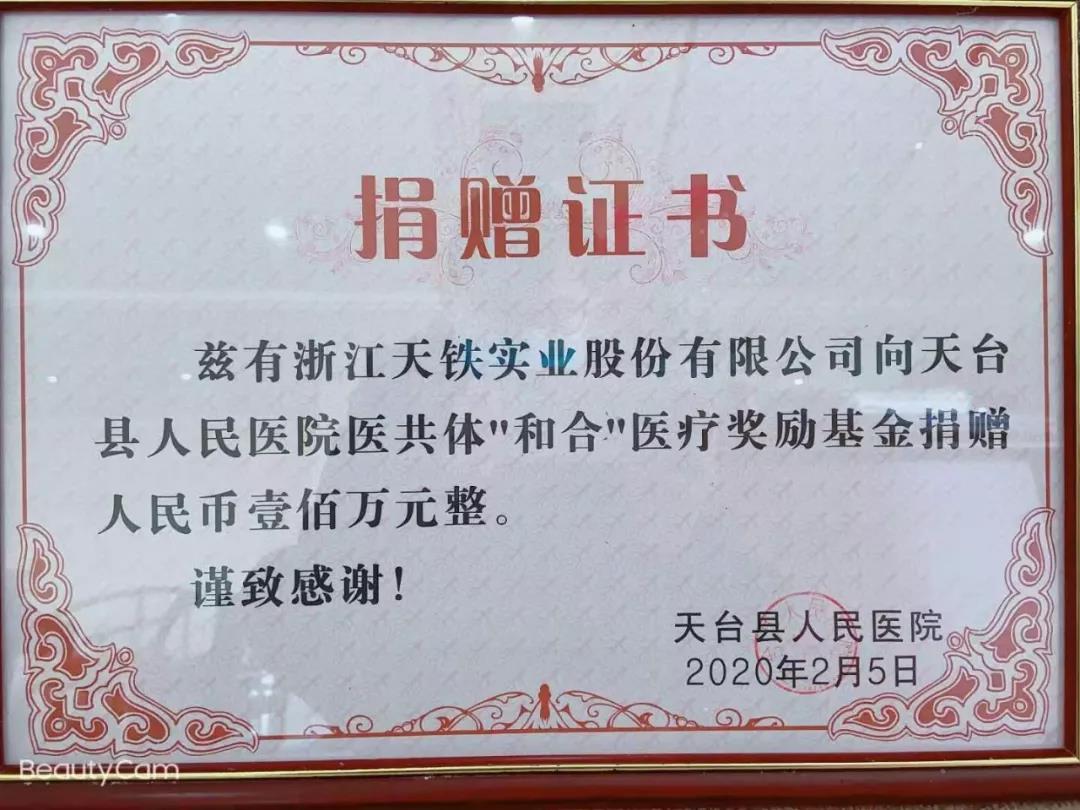 捐赠证书
兹有浙江天铁实业股份有限公司向天台
县人民医院医共体"和合"医疗奖励基金捐赠
人民币壹佰万元整。
谨致感谢!
天台县人民医院
2020年2月5日
BeautyCam